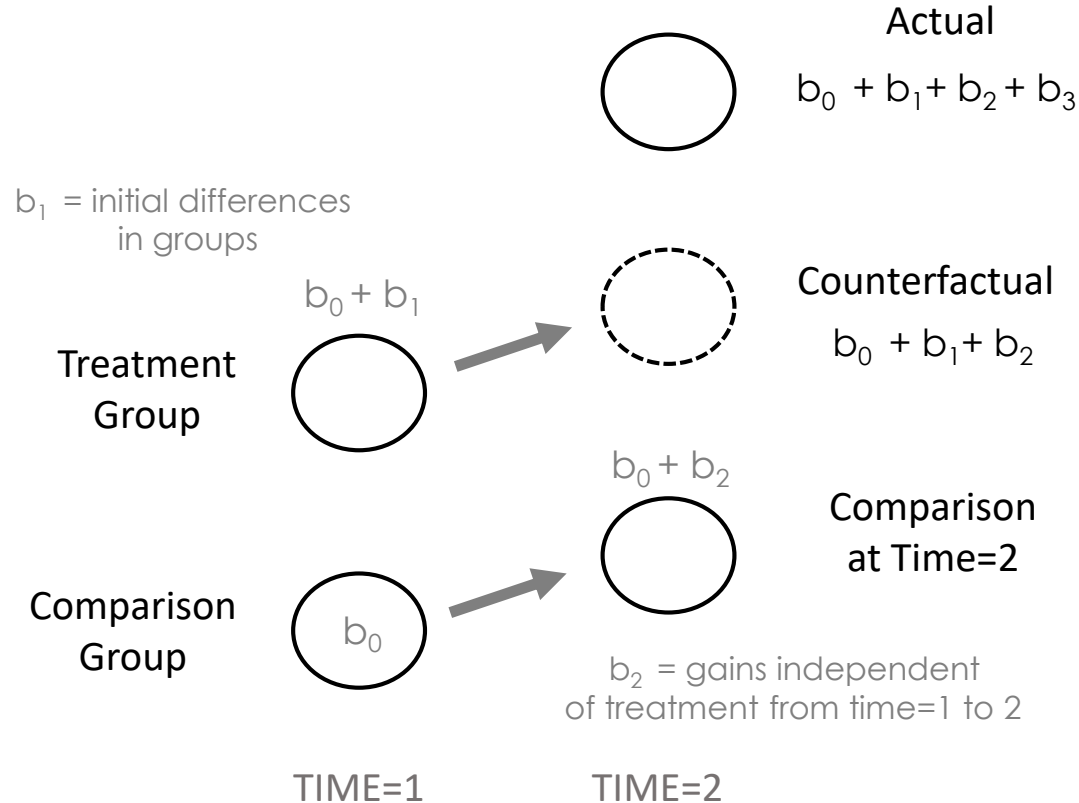 Actual
b₀ + b₁+ b₂ + b₃
b₁ = initial differences
in groups
b₀ + b₁
Counterfactual
b₀ + b₁+ b₂
Treatment
Group
b₀ + b₂
Comparison
at Time=2
Comparison
Group
b₀
b₂ = gains independent
of treatment from time=1 to 2
TIME=1
TIME=2